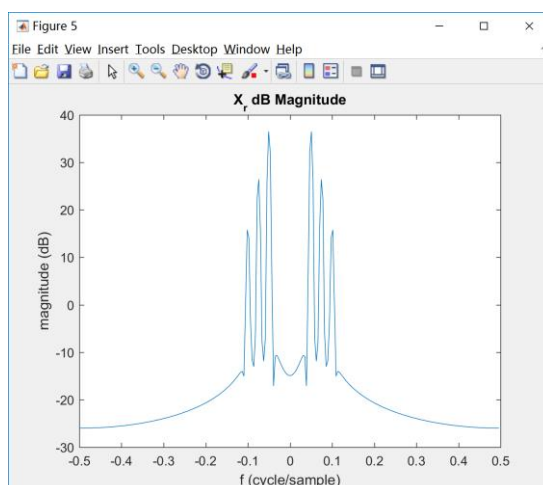 Figure 5
File Edit View Insert Tools Desktop Window Help
X_r dB Magnitude
40
30
20
10
0
-10
-20
-30
magnitude (dB)
-0.5 -0.4 -0.3 -0.2 -0.1 0 0.1 0.2 0.3 0.4 0.5
f (cycle/sample)